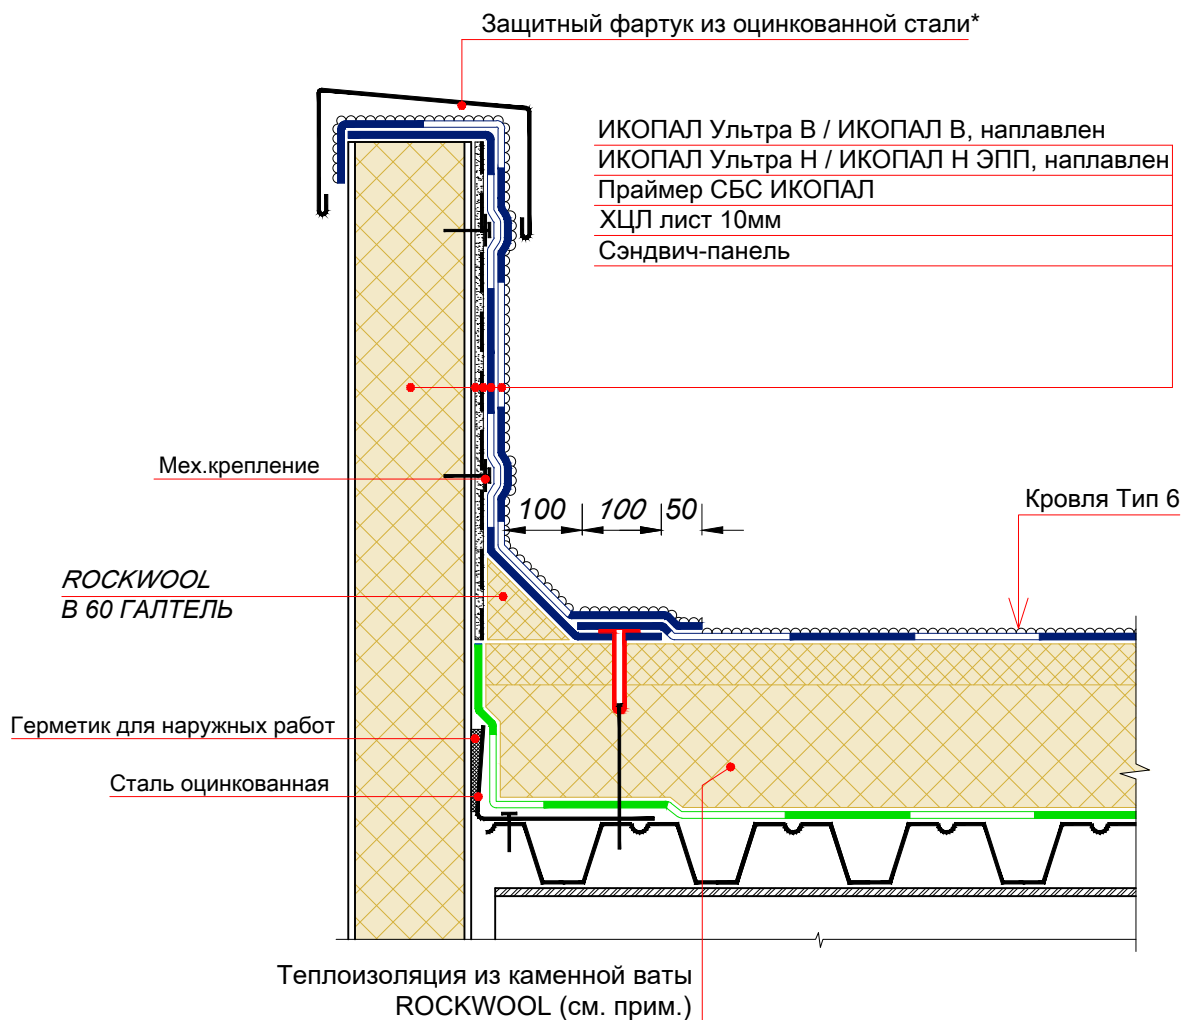 Защитный фартук из оцинкованной стали*
ИКОПАЛ Ультра В / ИКОПАЛ В, наплавлен
ИКОПАЛ Ультра Н / ИКОПАЛ Н ЭПП, наплавлен
Праймер СБС ИКОПАЛ
ХЦЛ лист 10мм
Сэндвич-панель
Мех.крепление
100 100 50
Кровля Тип 6
ROCKWOOL
В 60 ГАЛТЕЛЬ
Герметик для наружных работ
Сталь оцинкованная
Теплоизоляция из каменной ваты
ROCKWOOL (см. прим.)